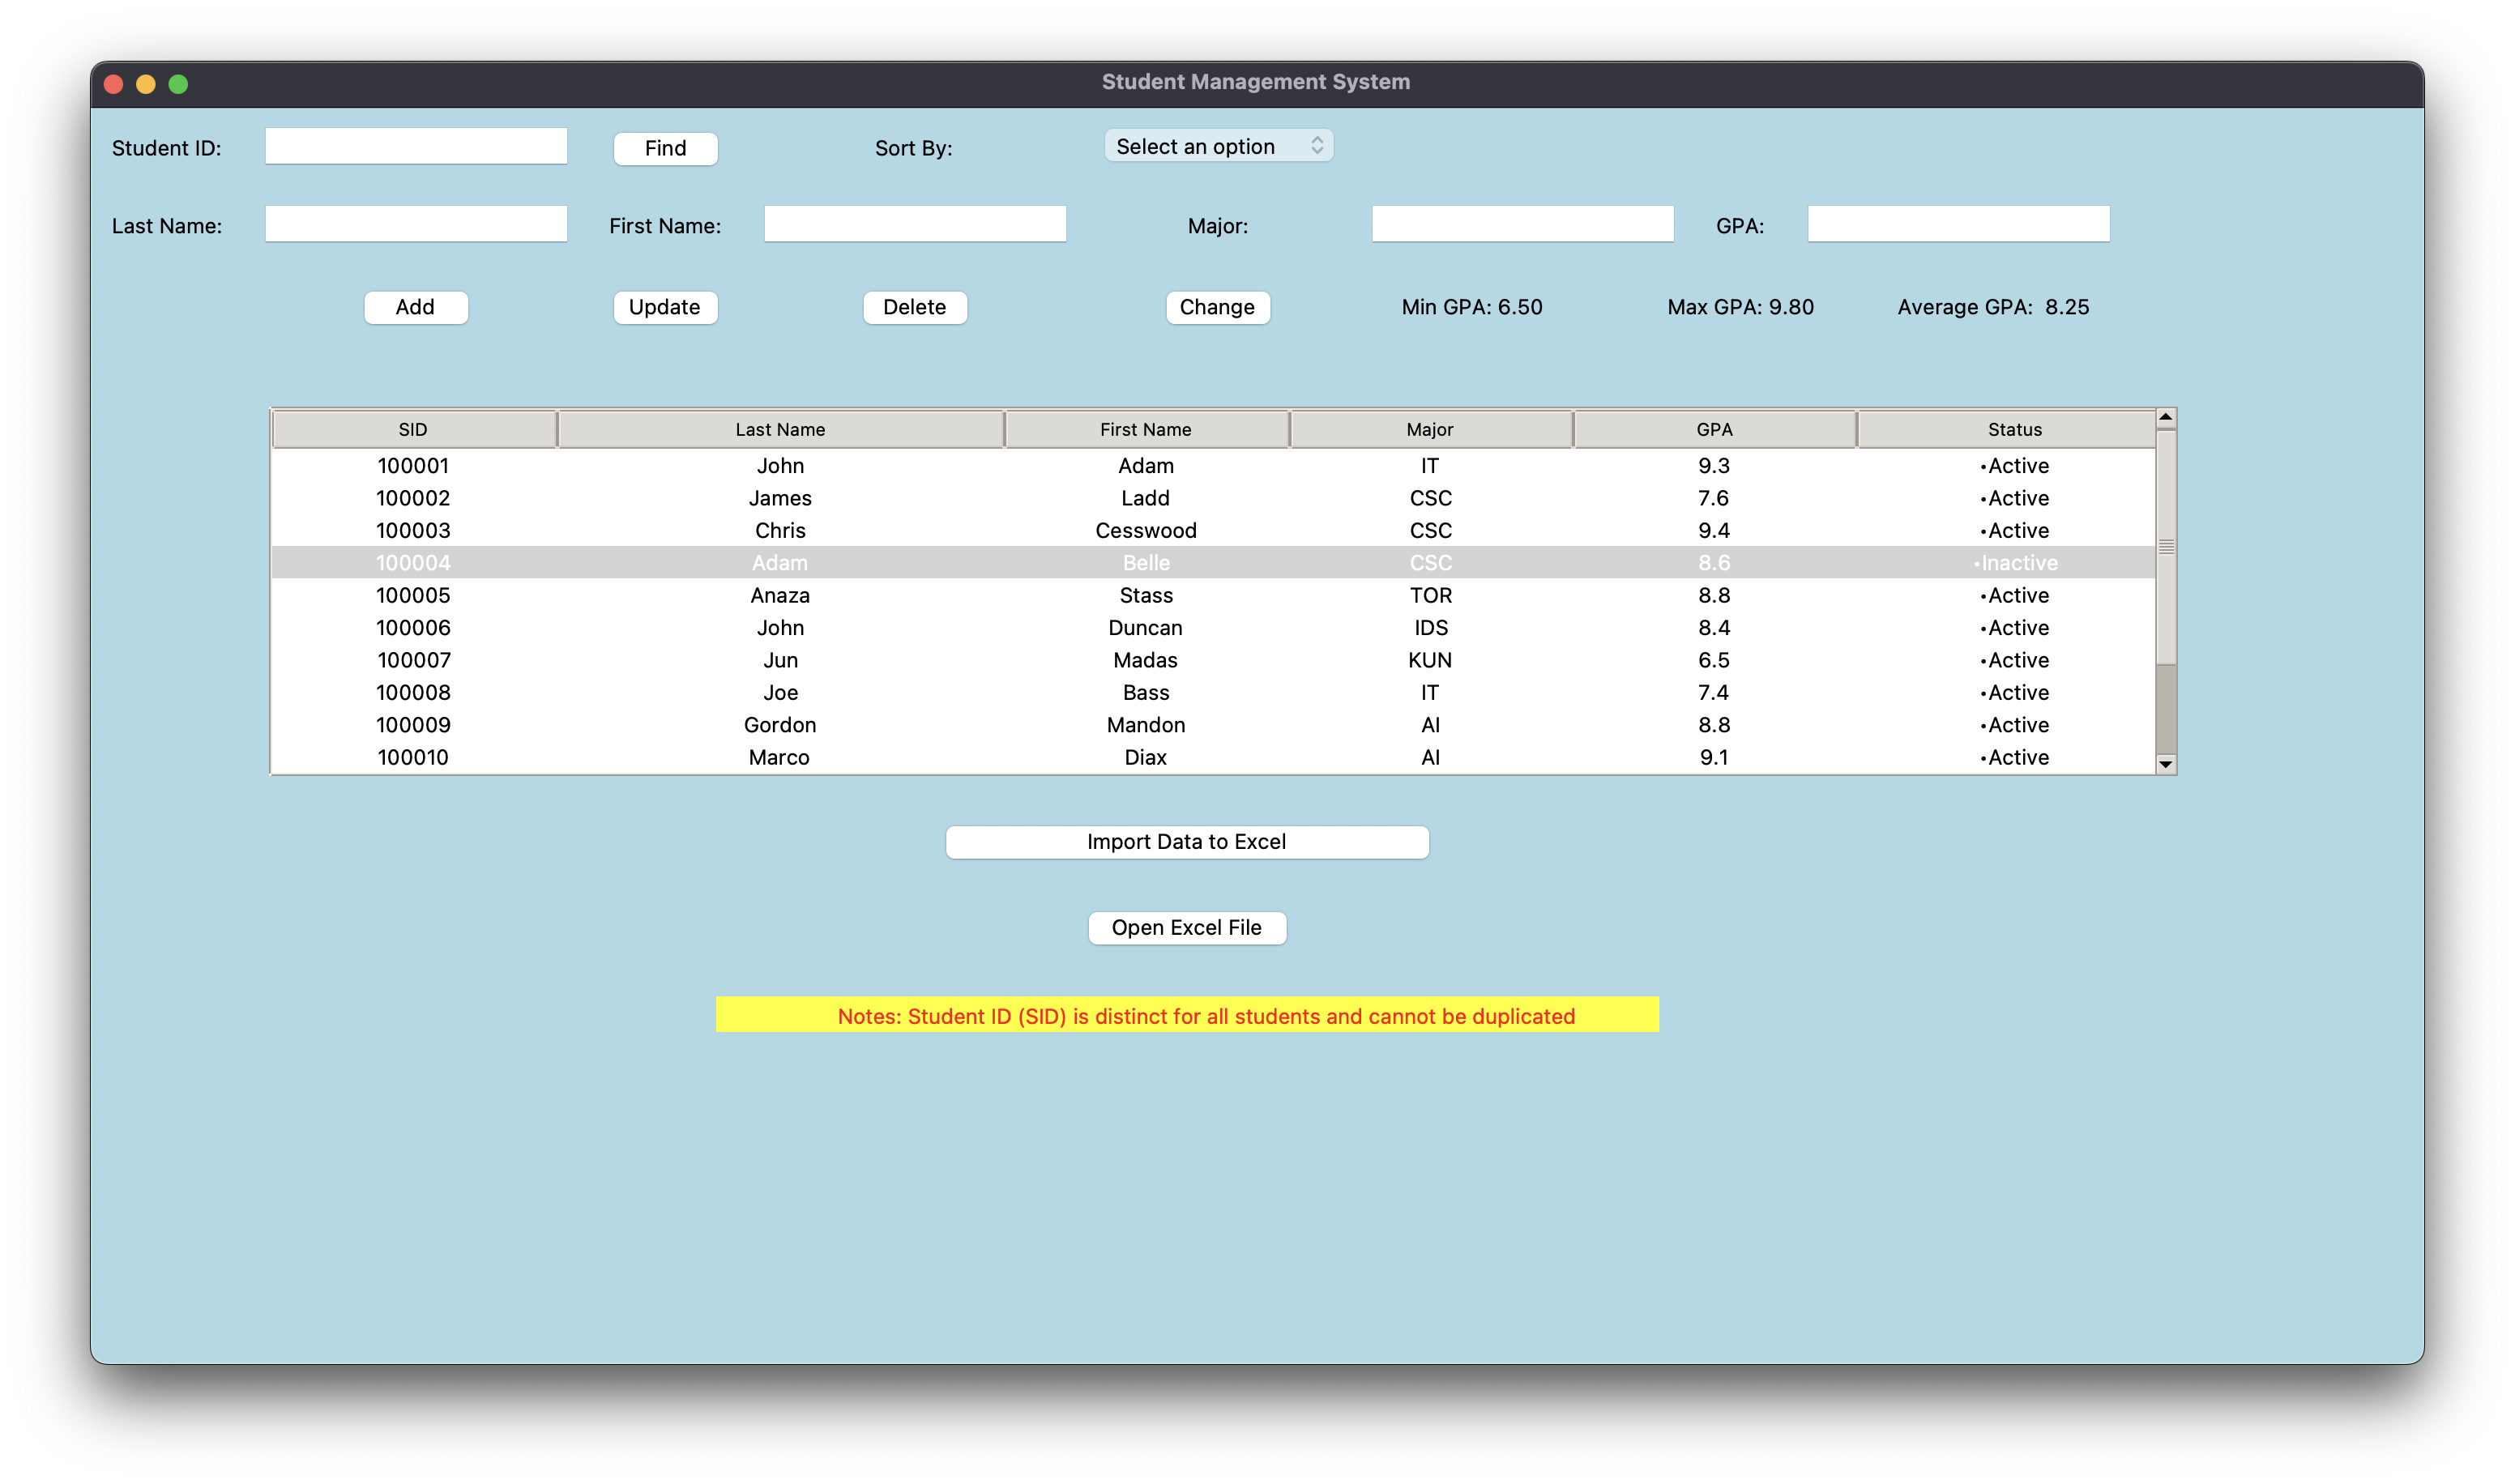 Student Management System
Student ID: Find Sort By: Select an option
Last Name: First Name: Major: GPA:
Add Update Delete Change Min GPA: 6.50 Max GPA: 9.80 Average GPA: 8.25
SID Last Name First Name Major GPA Status
100001 John Adam IT 9.3 •Active
100002 James Ladd CSC 7.6 •Active
100003 Chris Cesswood CSC 9.4 •Active
100004 Adam Belle CSC 8.6 •Inactive
100005 Anaza Stass TOR 8.8 •Active
100006 John Duncan IDS 8.4 •Active
100007 Jun Madas KUN 6.5 •Active
100008 Joe Bass IT 7.4 •Active
100009 Gordon Mandon AI 8.8 •Active
100010 Marco Diax AI 9.1 •Active
Import Data to Excel
Open Excel File
Notes: Student ID (SID) is distinct for all students and cannot be duplicated